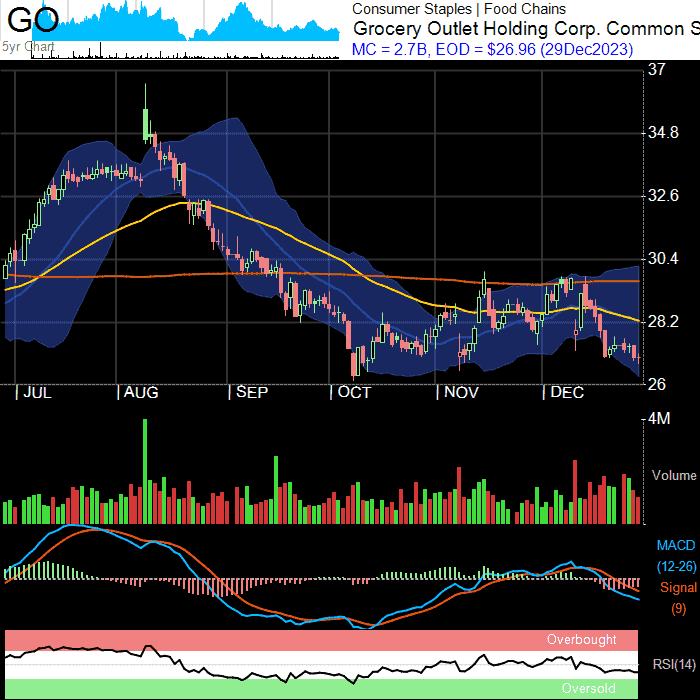 GO
5yr Chart
Consumer Staples | Food Chains
Grocery Outlet Holding Corp. Common S
MC = 2.7B, EOD = $26.96 (29Dec2023)
37
34.8
32.6
30.4
28.2
26
JUL
AUG
SEP
OCT
NOV
DEC
4M
Volume
MACD
(12-26)
Signal
(9)
Overbought
RSI(14)
Oversold